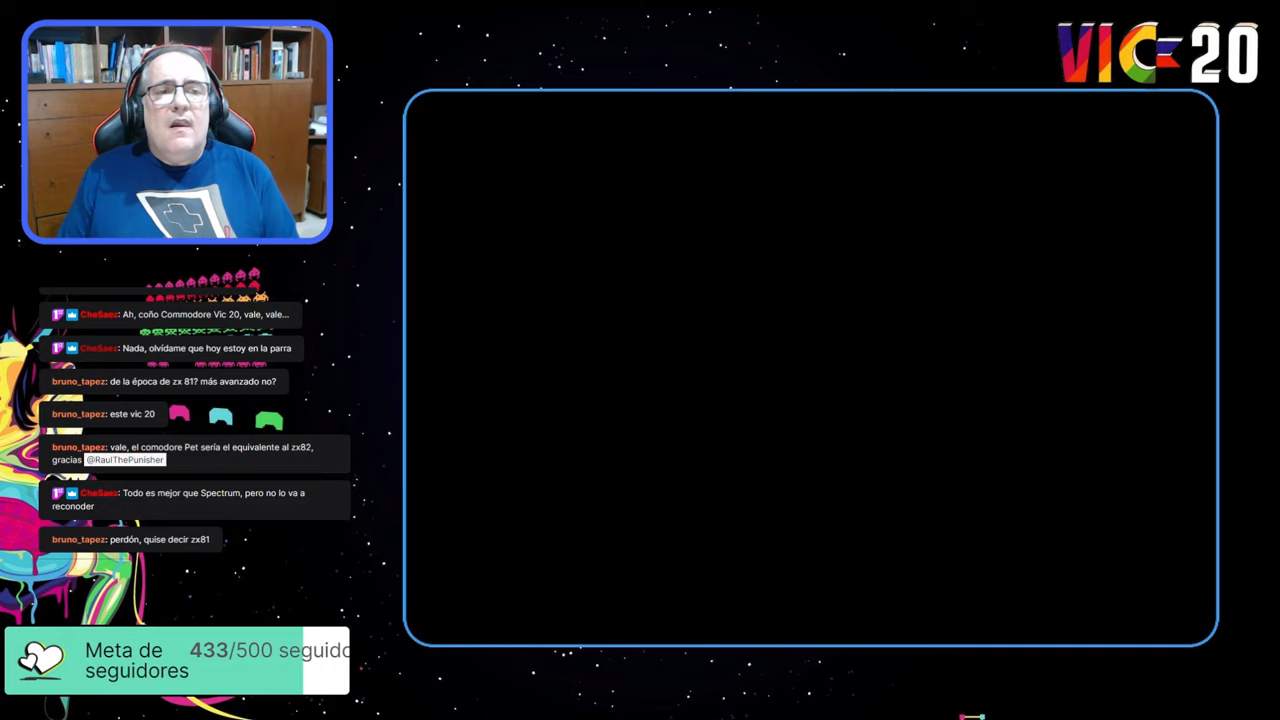 VIC 20
CheSaez: Ah, coño Commodore Vic 20, vale, vale...
CheSaez: Nada, olvídame que hoy estoy en la parra
bruno_tapez: de la época de zx 81? más avanzado no?
bruno_tapez: este vic 20
bruno_tapez: vale, el comodore Pet sería el equivalente al zx82,
gracias @RaulThePunisher
CheSaez: Todo es mejor que Spectrum, pero no lo va a
reconoder
bruno_tapez: perdón, quise decir zx81
Meta de
seguidores
433/500 seguido